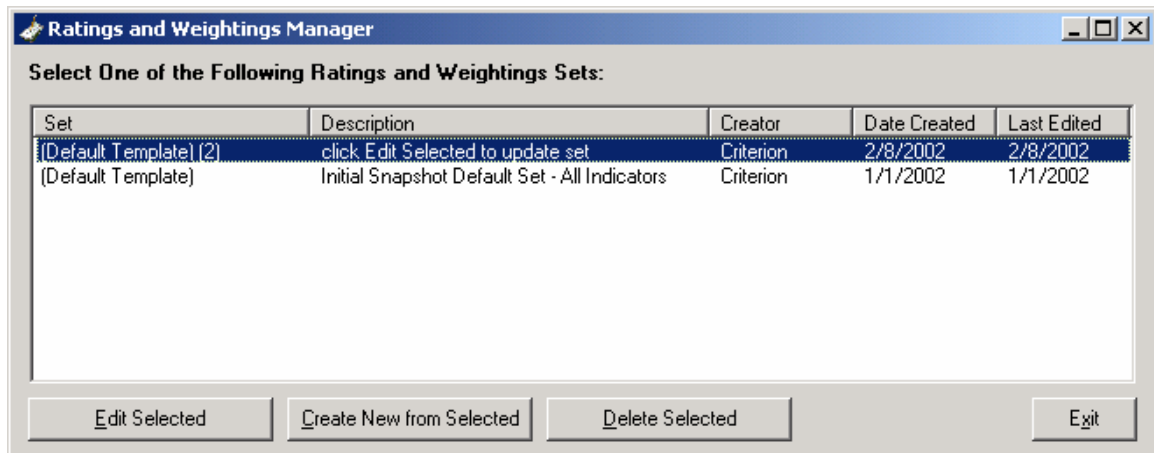 Ratings and Weightings Manager
Select One of the Following Ratings and Weightings Sets:
Set Description Creator Date Created Last Edited
(Default Template) (2) click Edit Selected to update set Criterion 2/8/2002 2/8/2002
(Default Template) Initial Snapshot Default Set - All Indicators Criterion 1/1/2002 1/1/2002
Edit Selected Create New from Selected Delete Selected Exit